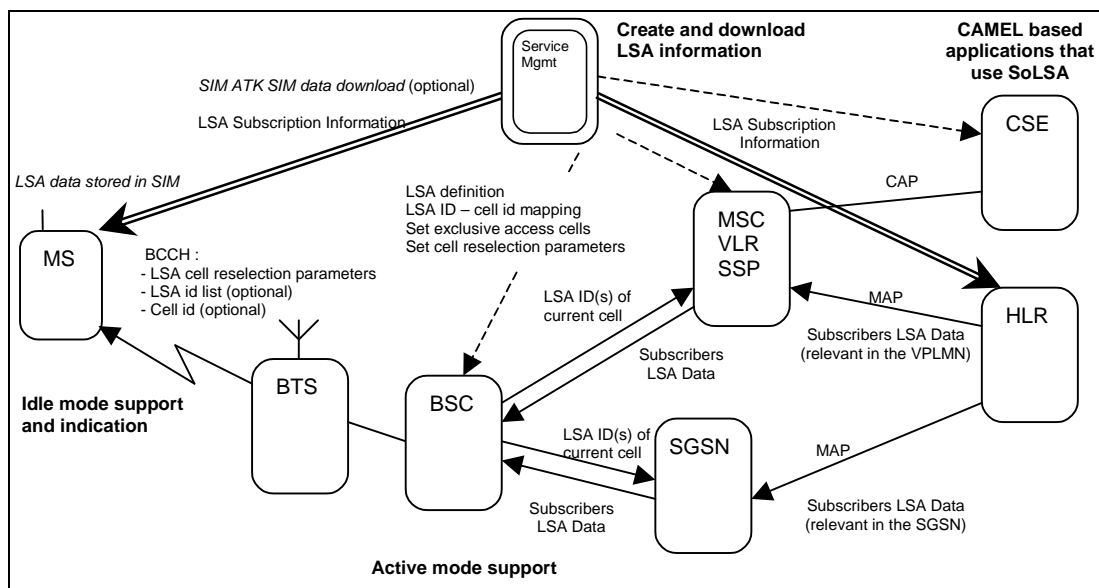 Create and download
LSA information
CAMEL based
applications that
use SoLSA
Service
Mgmt
SIM ATK SIM data download (optional)
LSA Subscription Information
LSA Subscription
Information
CSE
LSA data stored in SIM
CAP
LSA definition
LSA ID – cell id mapping
Set exclusive access cells
Set cell reselection parameters
MSC
VLR
SSP
MS
BCCH :
- LSA cell reselection parameters
- LSA id list (optional)
- Cell id (optional)
LSA ID(s) of
current cell
MAP
HLR
Subscribers LSA Data
(relevant in the VPLMN)
Subscribers
LSA Data
BTS
BSC
Idle mode support
and indication
LSA ID(s) of
current cell
SGSN
MAP
Subscribers
LSA Data
Subscribers LSA Data
(relevant in the SGSN)
Active mode support